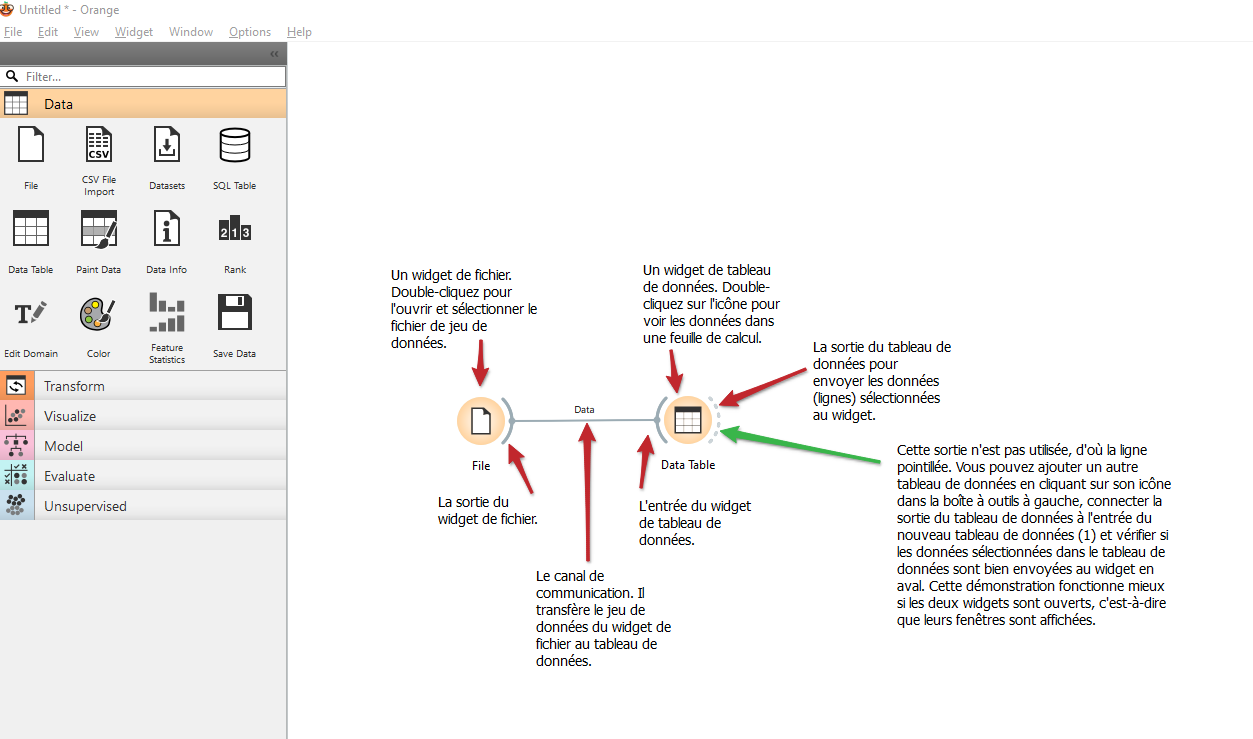 Untitled * - Orange
File Edit View Widget Window Options Help
Filter...
Data
File
CSV File
Import
Datasets
SQL Table
Data Table
Paint Data
Data Info
Rank
Edit Domain
Color
Feature
Statistics
Save Data
Transform
Visualize
Model
Evaluate
Unsupervised
Un widget de fichier.
Double-cliquez pour
l'ouvrir et sélectionner le
fichier de jeu de
données.
Un widget de tableau
de données. Double-
cliquez sur l'icône pour
voir les données dans
une feuille de calcul.
La sortie du tableau de
données pour
envoyer les données
(lignes) sélectionnées
au widget.
Data
File
Data Table
La sortie du
widget de fichier.
L'entrée du widget
de tableau de
données.
Cette sortie n'est pas utilisée, d'où la ligne
pointillée. Vous pouvez ajouter un autre
tableau de données en cliquant sur son icône
dans la boîte à outils à gauche, connecter la
sortie du tableau de données à l'entrée du
nouveau tableau de données (1) et vérifier si
les données sélectionnées dans le tableau de
données sont bien envoyées au widget en
aval. Cette démonstration fonctionne mieux
si les deux widgets sont ouverts, c'est-à-dire
que leurs fenêtres sont affichées.
Le canal de
communication. Il
transfère le jeu de
données du widget de
fichier au tableau de
données.